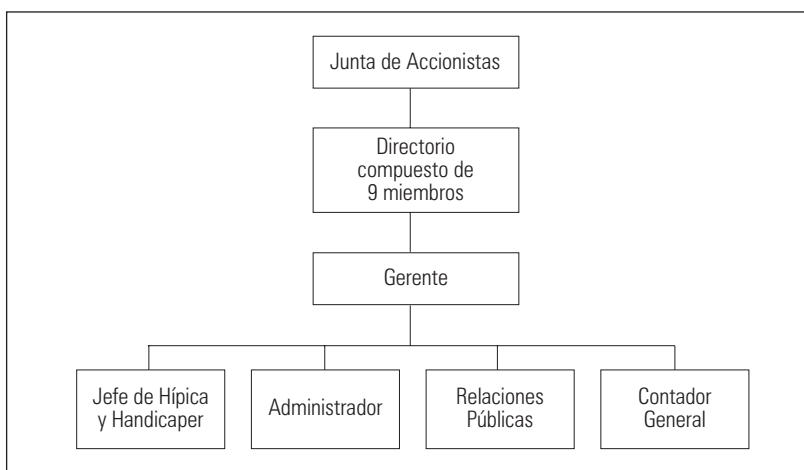 Junta de Accionistas
Directorio
compuesto de
9 miembros
Gerente
Jefe de Hípica
y Handicaper
Administrador
Relaciones
Públicas
Contador
General